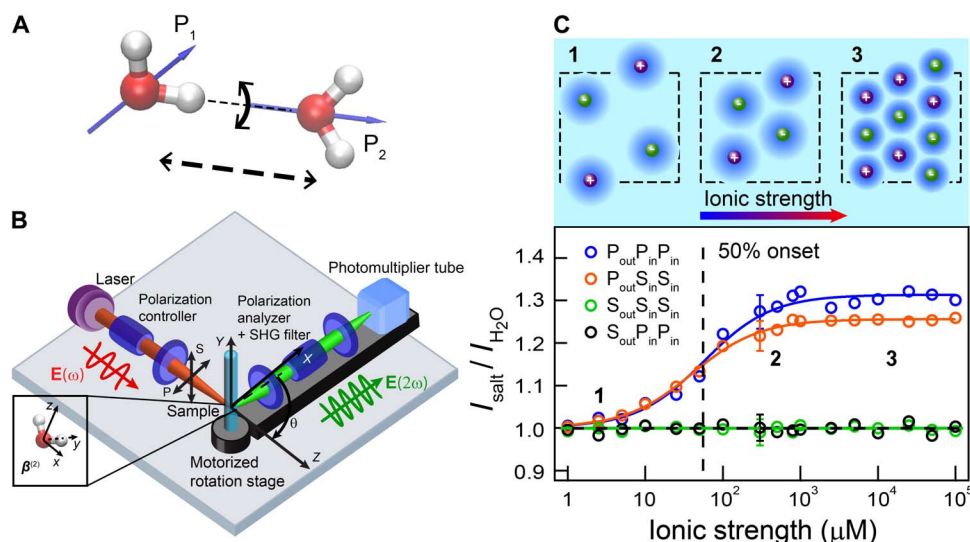 A
P1
P2
B
Laser
Polarization
controller
Photomultiplier tube
Polarization
analyzer
+ SHG filter
S
P
Y
X
E(ω)
E(2ω)
Sample
θ
Z
Motorized
rotation stage
z
y
x
β(2)
C
1
2
3
+
-
-
+
+
-
-
+
-
+
-
+
+
-
-
+
-
+
-
Ionic strength
50% onset
PoutPinPin
PoutSinSin
SoutSinSin
SoutPinPin
Isalt / IH2O
1.4
1.3
1.2
1.1
1.0
0.9
1
2
3
1 10 10² 10³ 10⁴ 10⁵
Ionic strength (μM)